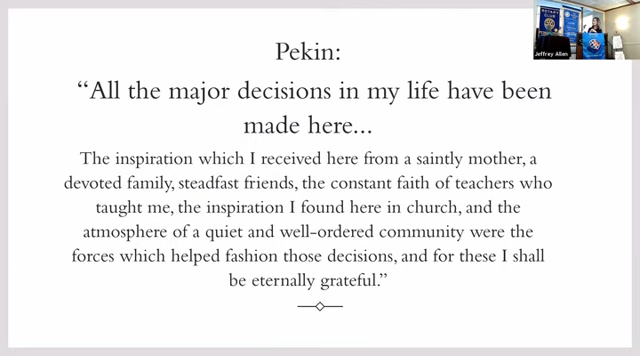 Pekin:
“All the major decisions in my life have been
made here...
The inspiration which I received here from a saintly mother, a
devoted family, steadfast friends, the constant faith of teachers who
taught me, the inspiration I found here in church, and the
atmosphere of a quiet and well-ordered community were the
forces which helped fashion those decisions, and for these I shall
be eternally grateful.”
Jeffrey Allen